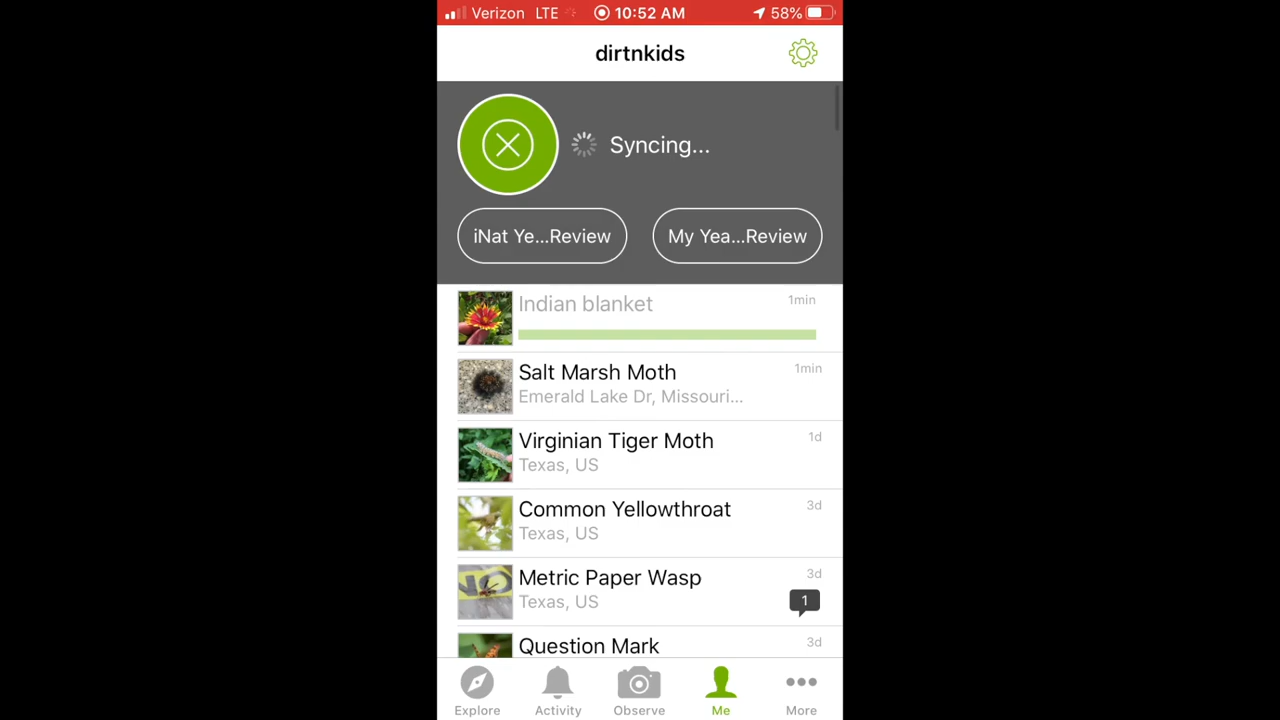 Verizon LTE 10:52 AM 58%
dirtnkids
Syncing...
iNat Ye...Review My Yea...Review
Indian blanket 1min
Salt Marsh Moth 1min
Emerald Lake Dr, Missouri...
Virginian Tiger Moth 1d
Texas, US
Common Yellowthroat 3d
Texas, US
Metric Paper Wasp 3d
Texas, US 1
Question Mark 3d
Explore Activity Observe Me More